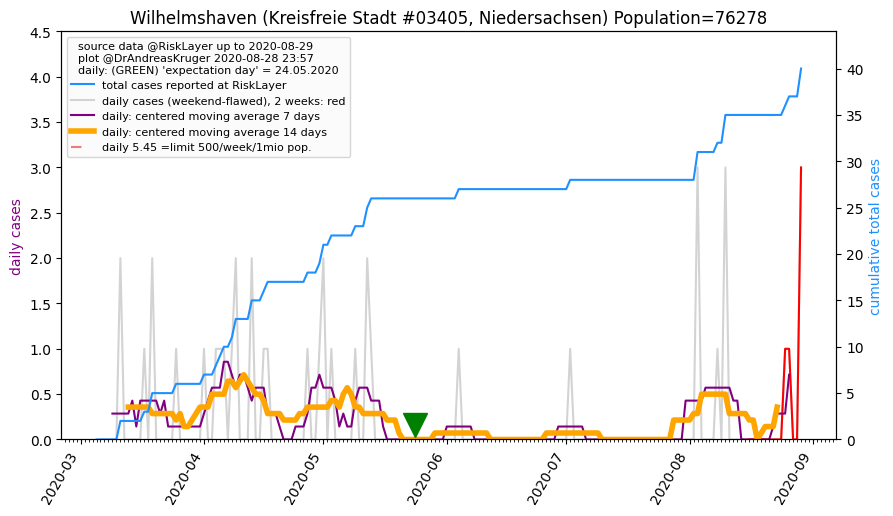 Wilhelmshaven (Kreisfreie Stadt #03405, Niedersachsen) Population=76278
source data @RiskLayer up to 2020-08-29
plot @DrAndreasKruger 2020-08-28 23:57
daily: (GREEN) 'expectation day' = 24.05.2020
total cases reported at RiskLayer
daily cases (weekend-flawed), 2 weeks: red
daily: centered moving average 7 days
daily: centered moving average 14 days
daily 5.45 =limit 500/week/1mio pop.
daily cases
4.5
4.0
3.5
3.0
2.5
2.0
1.5
1.0
0.5
0.0
2020-03
2020-04
2020-05
2020-06
2020-07
2020-08
2020-09
40
35
30
25
20
15
10
5
0
cumulative total cases